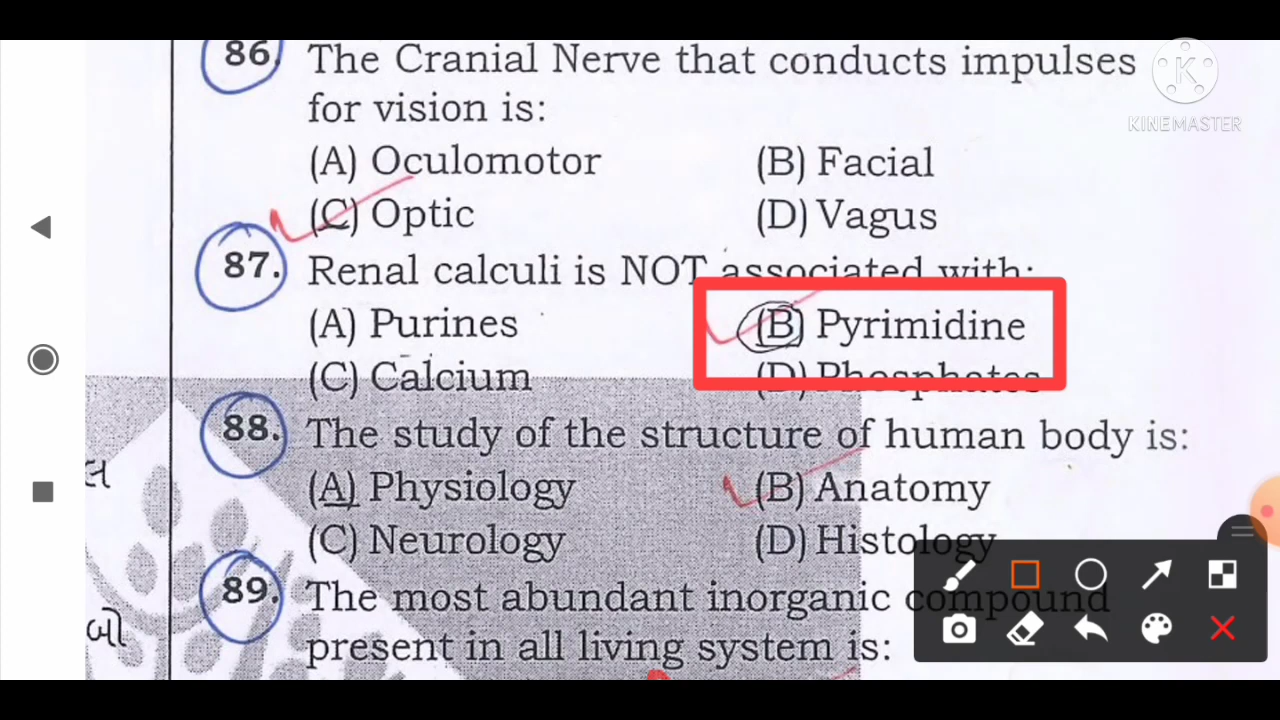 86. The Cranial Nerve that conducts impulses
for vision is:
(A) Oculomotor (B) Facial
(C) Optic (D) Vagus
87. Renal calculi is NOT associated with:
(A) Purines (B) Pyrimidine
(C) Calcium (D) Phosphates
88. The study of the structure of human body is:
(A) Physiology (B) Anatomy
(C) Neurology (D) Histology
89. The most abundant inorganic compound
present in all living system is:
KINEMASTER
લ
બો